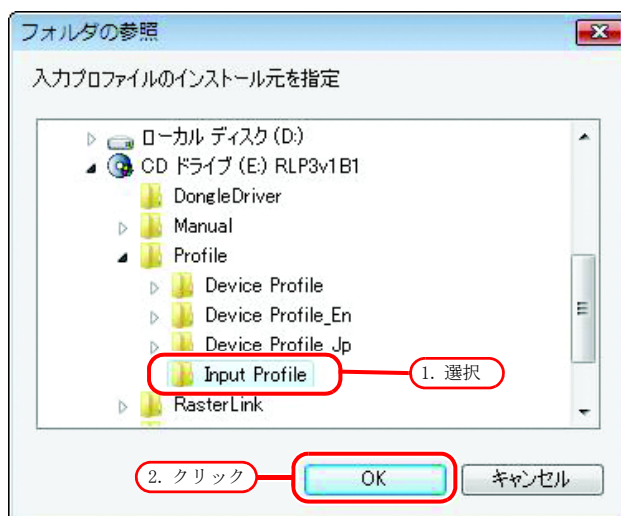 フォルダの参照
入力プロファイルのインストール元を指定
ローカル ディスク (D:)
CD ドライブ (E:) RLP3v1B1
DongleDriver
Manual
Profile
Device Profile
Device Profile_En
Device Profile_Jp
Input Profile
1. 選択
RasterLink
2. クリック
OK
キャンセル